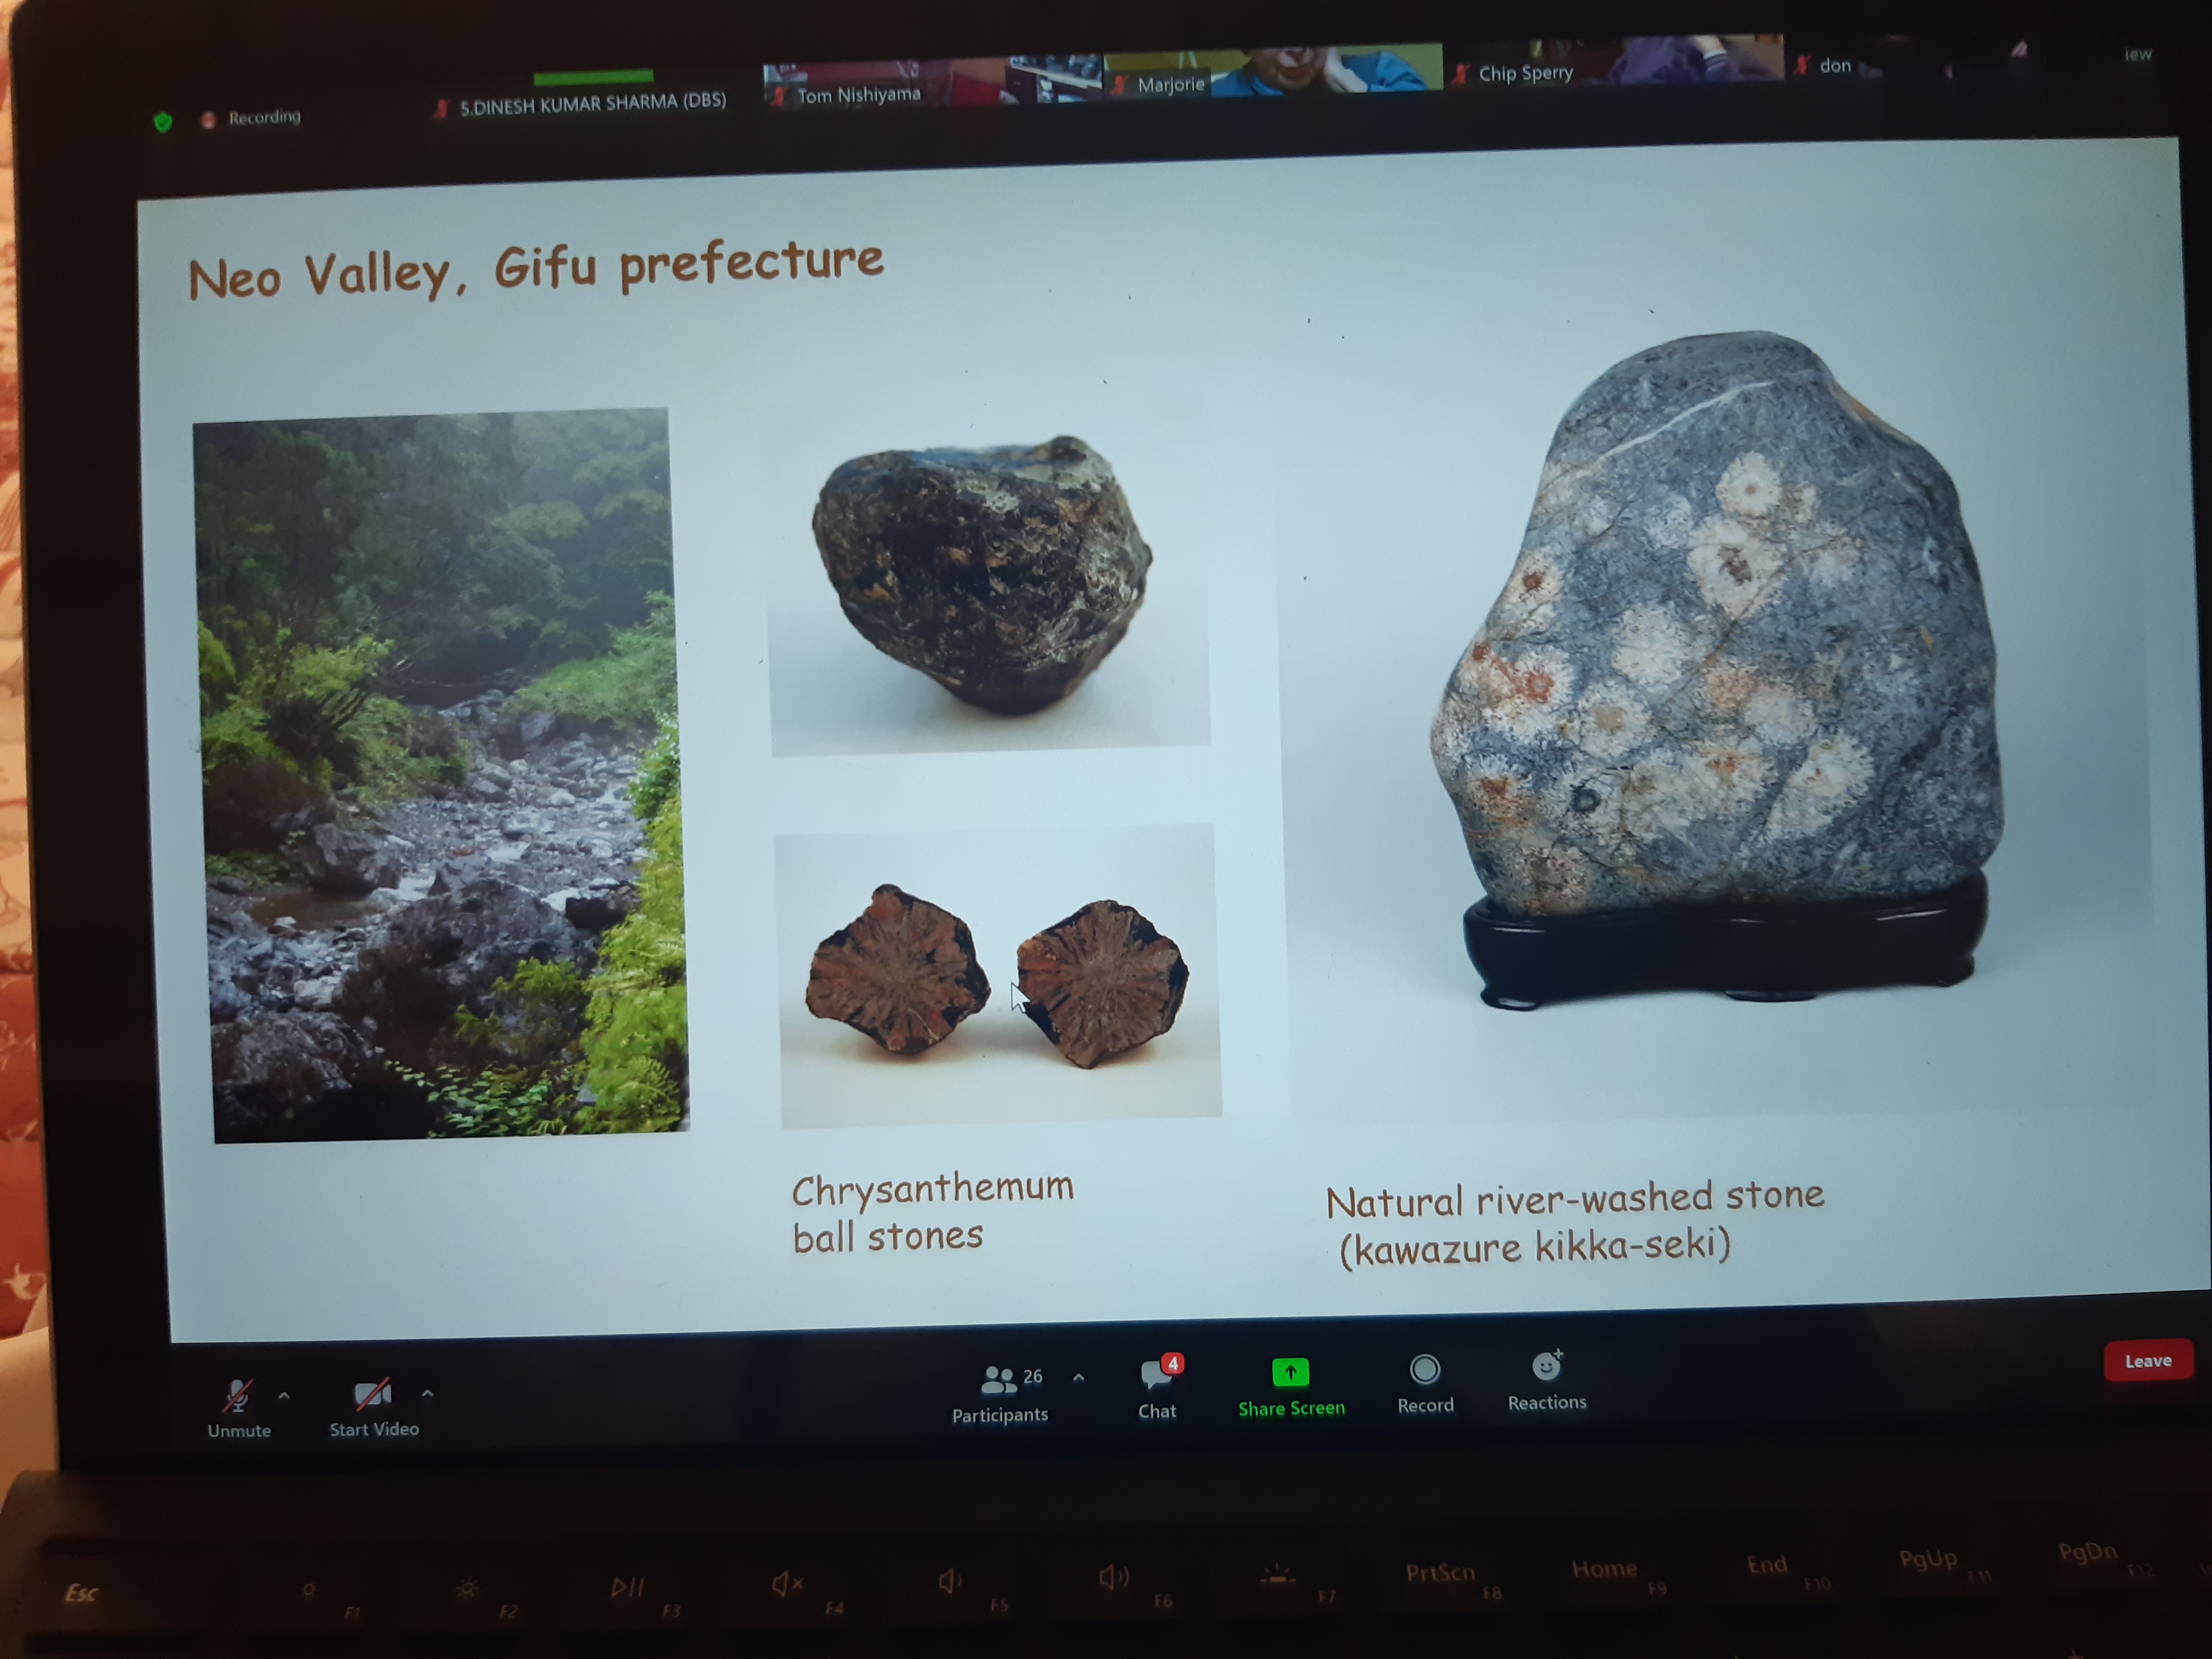 Recording
5.DINESH KUMAR SHARMA (DBS)
Tom Nishiyama
Marjorie
Chip Sperry
don
iew
Neo Valley, Gifu prefecture
Chrysanthemum
ball stones
Natural river-washed stone
(kawazure kikka-seki)
Unmute
Start Video
26
Participants
4
Chat
Share Screen
Record
Reactions
Leave
Esc
F1
F2
F3
F4
F5
F6
F7
PrtScn
F8
Home
F9
End
F10
PgUp
F11
PgDn
F12